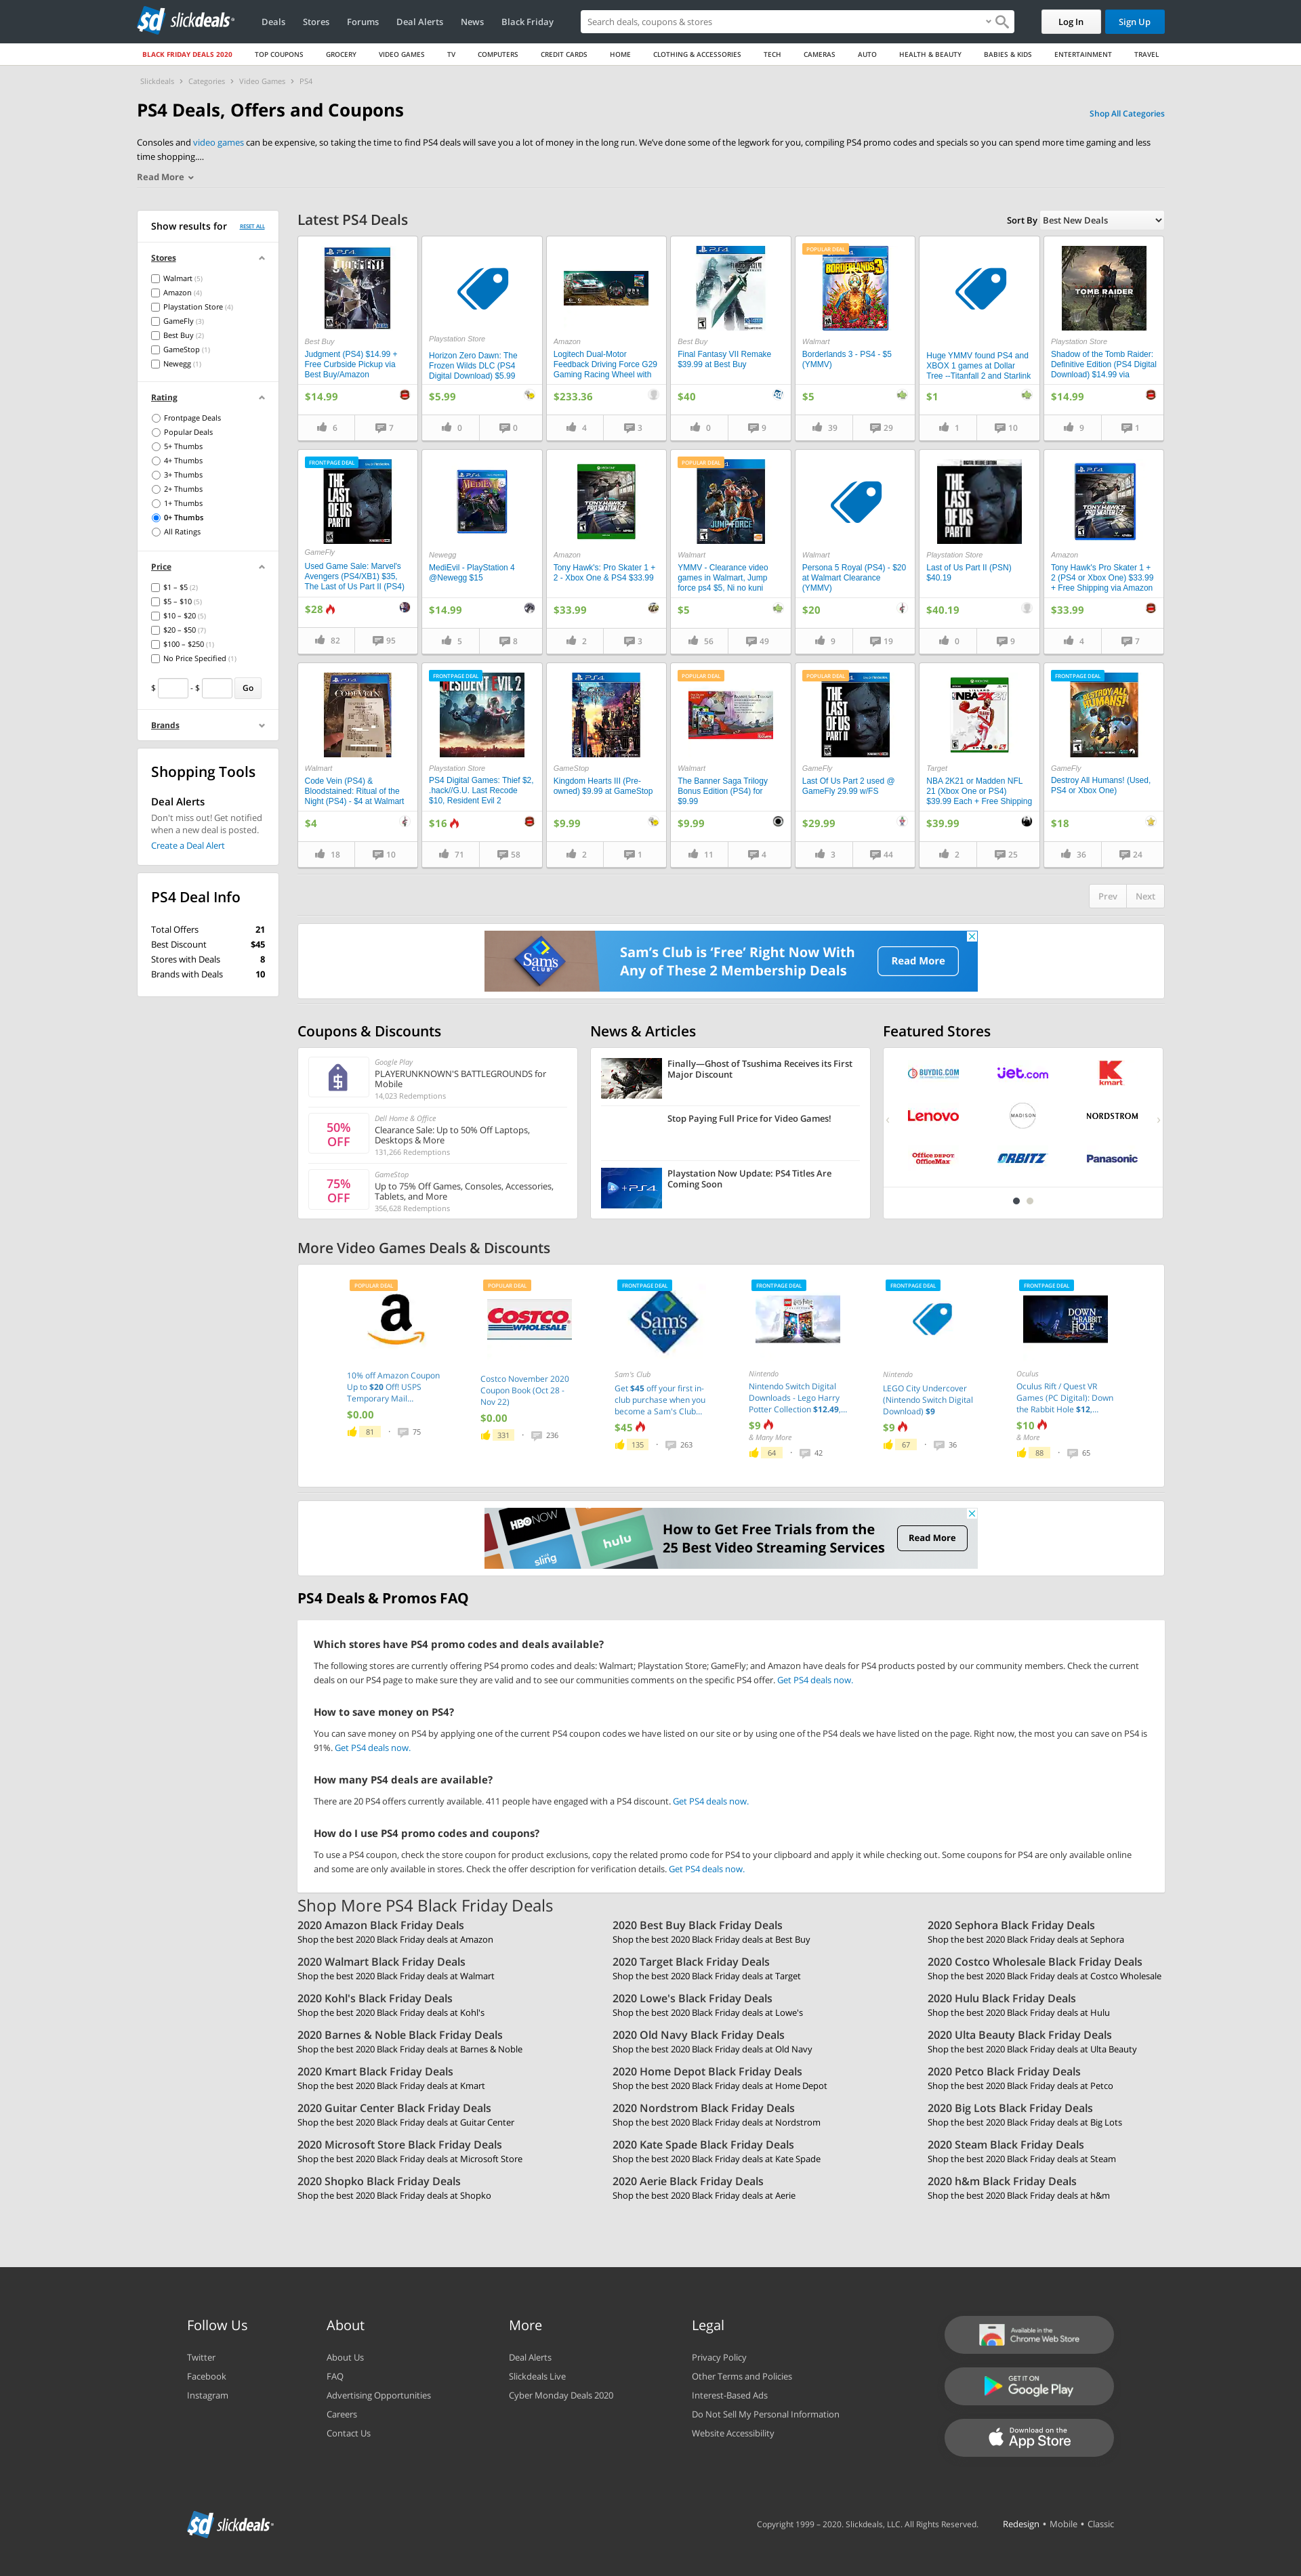 sd slickdeals
Deals Stores Forums Deal Alerts News Black Friday
Search deals, coupons & stores
Log In Sign Up
BLACK FRIDAY DEALS 2020 TOP COUPONS GROCERY VIDEO GAMES TV COMPUTERS CREDIT CARDS HOME CLOTHING & ACCESSORIES TECH CAMERAS AUTO HEALTH & BEAUTY BABIES & KIDS ENTERTAINMENT TRAVEL
Slickdeals > Categories > Video Games > PS4
PS4 Deals, Offers and Coupons
Shop All Categories
Consoles and video games can be expensive, so taking the time to find PS4 deals will save you a lot of money in the long run. We've done some of the legwork for you, compiling PS4 promo codes and specials so you can spend more time gaming and less
time shopping....
Read More
Show results for RESET ALL
Stores
Walmart (5)
Amazon (4)
Playstation Store (4)
GameFly (3)
Best Buy (2)
GameStop (1)
Newegg (1)
Rating
Frontpage Deals
Popular Deals
5+ Thumbs
4+ Thumbs
3+ Thumbs
2+ Thumbs
1+ Thumbs
0+ Thumbs
All Ratings
Price
$1 – $5 (2)
$5 – $10 (5)
$10 – $20 (5)
$20 – $50 (7)
$100 – $250 (1)
No Price Specified (1)
$ - $ Go
Brands
Shopping Tools
Deal Alerts
Don't miss out! Get notified
when a new deal is posted.
Create a Deal Alert
PS4 Deal Info
Total Offers 21
Best Discount $45
Stores with Deals 8
Brands with Deals 10
Latest PS4 Deals
Sort By Best New Deals
Best Buy
Judgment (PS4) $14.99 +
Free Curbside Pickup via
Best Buy/Amazon
$14.99
6 7
Playstation Store
Horizon Zero Dawn: The
Frozen Wilds DLC (PS4
Digital Download) $5.99
$5.99
0 0
Amazon
Logitech Dual-Motor
Feedback Driving Force G29
Gaming Racing Wheel with
$233.36
4 3
Best Buy
Final Fantasy VII Remake
$39.99 at Best Buy
$40
0 9
POPULAR DEAL
BORDERLANDS 3
Walmart
Borderlands 3 - PS4 - $5
(YMMV)
$5
39 29
Huge YMMV found PS4 and
XBOX 1 games at Dollar
Tree --Titanfall 2 and Starlink
$1
1 10
TOMB RAIDER
Playstation Store
Shadow of the Tomb Raider:
Definitive Edition (PS4 Digital
Download) $14.99 via
$14.99
9 1
FRONTPAGE DEAL
THE LAST OF US PART II
GameFly
Used Game Sale: Marvel's
Avengers (PS4/XB1) $35,
The Last of Us Part II (PS4)
$28
82 95
Newegg
MediEvil - PlayStation 4
@Newegg $15
$14.99
5 8
Amazon
Tony Hawk's: Pro Skater 1 +
2 - Xbox One & PS4 $33.99
$33.99
2 3
POPULAR DEAL
JUMP FORCE
Walmart
YMMV - Clearance video
games in Walmart, Jump
force ps4 $5, Ni no kuni
$5
56 49
Walmart
Persona 5 Royal (PS4) - $20
at Walmart Clearance
(YMMV)
$20
9 19
THE LAST OF US PART II
Playstation Store
Last of Us Part II (PSN)
$40.19
$40.19
0 9
Amazon
Tony Hawk's Pro Skater 1 +
2 (PS4 or Xbox One) $33.99
+ Free Shipping via Amazon
$33.99
4 7
CODE VEIN
Walmart
Code Vein (PS4) &
Bloodstained: Ritual of the
Night (PS4) - $4 at Walmart
$4
18 10
FRONTPAGE DEAL
RESIDENT EVIL 2
Playstation Store
PS4 Digital Games: Thief $2,
.hack//G.U. Last Recode
$10, Resident Evil 2
$16
71 58
GameStop
Kingdom Hearts III (Pre-
owned) $9.99 at GameStop
$9.99
2 1
POPULAR DEAL
Walmart
The Banner Saga Trilogy
Bonus Edition (PS4) for
$9.99
$9.99
11 4
POPULAR DEAL
THE LAST OF US PART II
GameFly
Last Of Us Part 2 used @
GameFly 29.99 w/FS
$29.99
3 44
NBA 2K21
Target
NBA 2K21 or Madden NFL
21 (Xbox One or PS4)
$39.99 Each + Free Shipping
$39.99
2 25
FRONTPAGE DEAL
DESTROY ALL HUMANS!
GameFly
Destroy All Humans! (Used,
PS4 or Xbox One)
$18
36 24
Prev Next
Sam's CLUB
Sam's Club is 'Free' Right Now With
Any of These 2 Membership Deals
Read More
Coupons & Discounts
Google Play
PLAYERUNKNOWN'S BATTLEGROUNDS for
Mobile
14,023 Redemptions
50% OFF
Dell Home & Office
Clearance Sale: Up to 50% Off Laptops,
Desktops & More
131,266 Redemptions
75% OFF
GameStop
Up to 75% Off Games, Consoles, Accessories,
Tablets, and More
356,628 Redemptions
News & Articles
Finally—Ghost of Tsushima Receives its First
Major Discount
Stop Paying Full Price for Video Games!
+PS4
Playstation Now Update: PS4 Titles Are
Coming Soon
Featured Stores
BUYDIG.COM jet.com kmart
Lenovo MADISON NORDSTROM
Office DEPOT OfficeMax ORBITZ Panasonic
More Video Games Deals & Discounts
POPULAR DEAL
10% off Amazon Coupon
Up to $20 Off! USPS
Temporary Mail...
$0.00
81 · 75
POPULAR DEAL
COSTCO WHOLESALE
Costco November 2020
Coupon Book (Oct 28 -
Nov 22)
$0.00
331 · 236
FRONTPAGE DEAL
Sam's CLUB
Sam's Club
Get $45 off your first in-
club purchase when you
become a Sam's Club...
$45
135 · 263
FRONTPAGE DEAL
Nintendo
Nintendo Switch Digital
Downloads - Lego Harry
Potter Collection $12.49,...
$9
& Many More
64 · 42
FRONTPAGE DEAL
Nintendo
LEGO City Undercover
(Nintendo Switch Digital
Download) $9
$9
67 · 36
FRONTPAGE DEAL
DOWN THE RABBIT HOLE
Oculus
Oculus Rift / Quest VR
Games (PC Digital): Down
the Rabbit Hole $12,...
$10
& More
88 · 65
HBO NOW
sling
hulu
How to Get Free Trials from the
25 Best Video Streaming Services
Read More
PS4 Deals & Promos FAQ
Which stores have PS4 promo codes and deals available?
The following stores are currently offering PS4 promo codes and deals: Walmart; Playstation Store; GameFly; and Amazon have deals for PS4 products posted by our community members. Check the current
deals on our PS4 page to make sure they are valid and to see our communities comments on the specific PS4 offer. Get PS4 deals now.
How to save money on PS4?
You can save money on PS4 by applying one of the current PS4 coupon codes we have listed on our site or by using one of the PS4 deals we have listed on the page. Right now, the most you can save on PS4 is
91%. Get PS4 deals now.
How many PS4 deals are available?
There are 20 PS4 offers currently available. 411 people have engaged with a PS4 discount. Get PS4 deals now.
How do I use PS4 promo codes and coupons?
To use a PS4 coupon, check the store coupon for product exclusions, copy the related promo code for PS4 to your clipboard and apply it while checking out. Some coupons for PS4 are only available online
and some are only available in stores. Check the offer description for verification details. Get PS4 deals now.
Shop More PS4 Black Friday Deals
2020 Amazon Black Friday Deals
Shop the best 2020 Black Friday deals at Amazon
2020 Walmart Black Friday Deals
Shop the best 2020 Black Friday deals at Walmart
2020 Kohl's Black Friday Deals
Shop the best 2020 Black Friday deals at Kohl's
2020 Barnes & Noble Black Friday Deals
Shop the best 2020 Black Friday deals at Barnes & Noble
2020 Kmart Black Friday Deals
Shop the best 2020 Black Friday deals at Kmart
2020 Guitar Center Black Friday Deals
Shop the best 2020 Black Friday deals at Guitar Center
2020 Microsoft Store Black Friday Deals
Shop the best 2020 Black Friday deals at Microsoft Store
2020 Shopko Black Friday Deals
Shop the best 2020 Black Friday deals at Shopko
2020 Best Buy Black Friday Deals
Shop the best 2020 Black Friday deals at Best Buy
2020 Target Black Friday Deals
Shop the best 2020 Black Friday deals at Target
2020 Lowe's Black Friday Deals
Shop the best 2020 Black Friday deals at Lowe's
2020 Old Navy Black Friday Deals
Shop the best 2020 Black Friday deals at Old Navy
2020 Home Depot Black Friday Deals
Shop the best 2020 Black Friday deals at Home Depot
2020 Nordstrom Black Friday Deals
Shop the best 2020 Black Friday deals at Nordstrom
2020 Kate Spade Black Friday Deals
Shop the best 2020 Black Friday deals at Kate Spade
2020 Aerie Black Friday Deals
Shop the best 2020 Black Friday deals at Aerie
2020 Sephora Black Friday Deals
Shop the best 2020 Black Friday deals at Sephora
2020 Costco Wholesale Black Friday Deals
Shop the best 2020 Black Friday deals at Costco Wholesale
2020 Hulu Black Friday Deals
Shop the best 2020 Black Friday deals at Hulu
2020 Ulta Beauty Black Friday Deals
Shop the best 2020 Black Friday deals at Ulta Beauty
2020 Petco Black Friday Deals
Shop the best 2020 Black Friday deals at Petco
2020 Big Lots Black Friday Deals
Shop the best 2020 Black Friday deals at Big Lots
2020 Steam Black Friday Deals
Shop the best 2020 Black Friday deals at Steam
2020 h&m Black Friday Deals
Shop the best 2020 Black Friday deals at h&m
Follow Us
Twitter
Facebook
Instagram
About
About Us
FAQ
Advertising Opportunities
Careers
Contact Us
More
Deal Alerts
Slickdeals Live
Cyber Monday Deals 2020
Legal
Privacy Policy
Other Terms and Policies
Interest-Based Ads
Do Not Sell My Personal Information
Website Accessibility
Available in the
Chrome Web Store
GET IT ON
Google Play
Download on the
App Store
sd slickdeals
Copyright 1999 – 2020. Slickdeals, LLC. All Rights Reserved. Redesign • Mobile • Classic